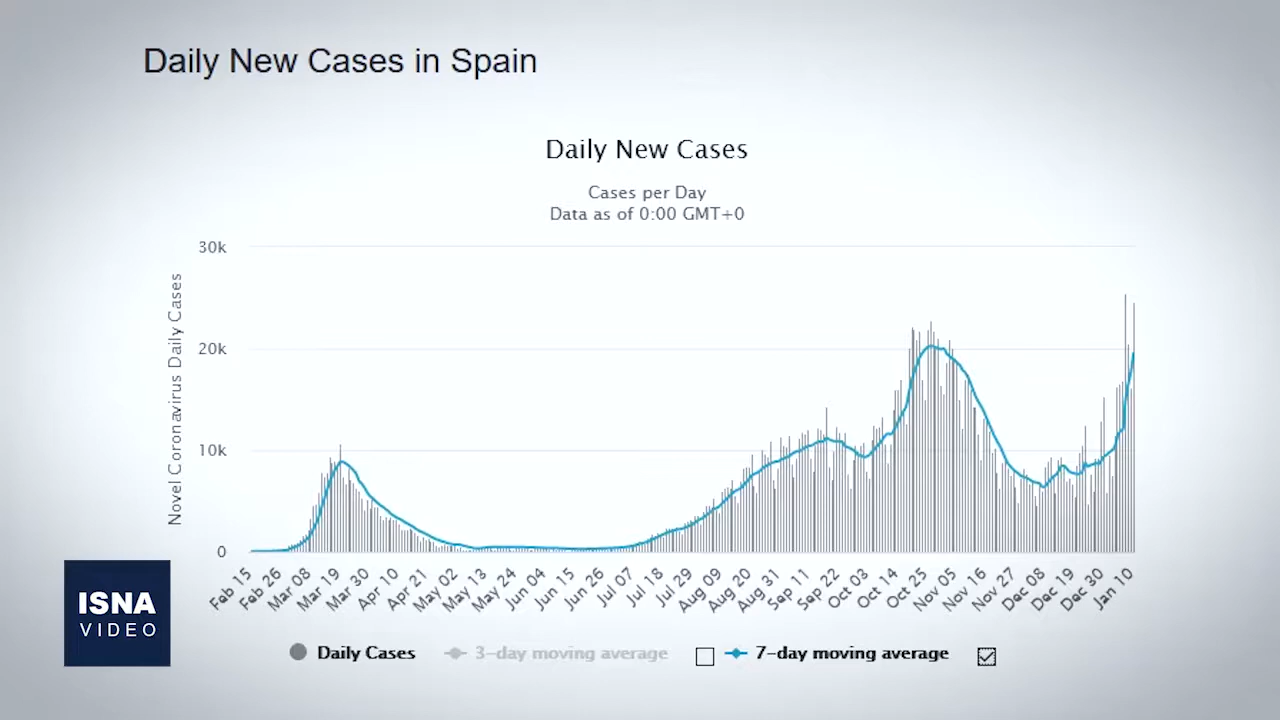 Daily New Cases in Spain
Daily New Cases
Cases per Day
Data as of 0:00 GMT+0
Novel Coronavirus Daily Cases
30k
20k
10k
0
Feb 15
Feb 26
Mar 08
Mar 19
Mar 30
Apr 10
Apr 21
May 02
May 13
May 24
Jun 04
Jun 15
Jun 26
Jul 07
Jul 18
Jul 29
Aug 09
Aug 20
Aug 31
Sep 11
Sep 22
Oct 03
Oct 14
Oct 25
Nov 05
Nov 16
Nov 27
Dec 08
Dec 19
Dec 30
Jan 10
Daily Cases
3-day moving average
7-day moving average
ISNA
VIDEO